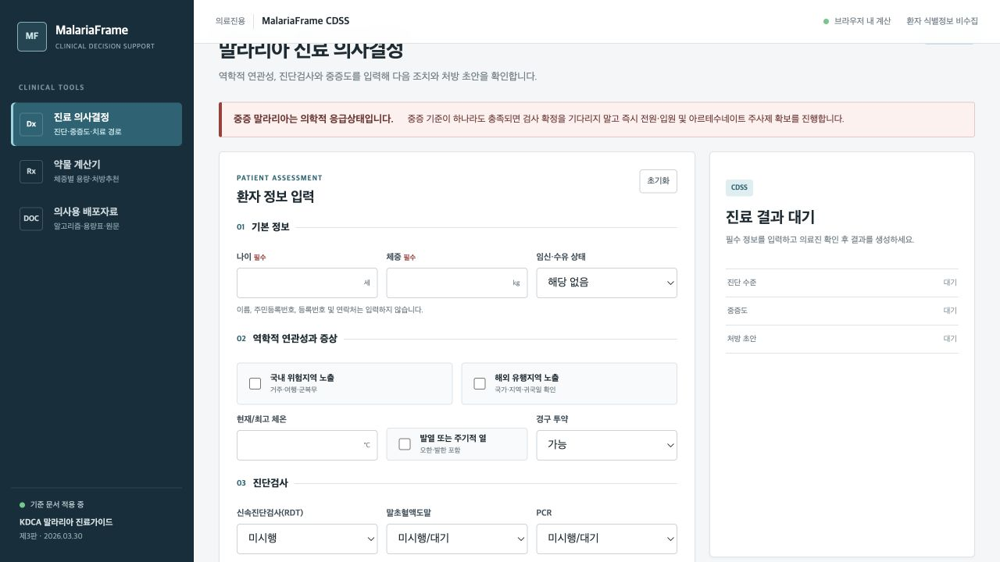 MF
MalariaFrame
CLINICAL DECISION SUPPORT
CLINICAL TOOLS
Dx
진료 의사결정
진단·중증도·치료 경로
Rx
약물 계산기
체중별 용량·처방추천
DOC
의사용 배포자료
알고리즘·용량표·원문
기준 문서 적용 중
KDCA 말라리아 진료가이드
제3판 · 2026.03.30
의료진용
MalariaFrame CDSS
브라우저 내 계산
환자 식별정보 비수집
말라리아 진료 의사결정
역학적 연관성, 진단검사와 중증도를 입력해 다음 조치와 처방 초안을 확인합니다.
중증 말라리아는 의학적 응급상태입니다. 중증 기준이 하나라도 충족되면 검사 확정을 기다리지 말고 즉시 전원·입원 및 아르테수네이트 주사제 확보를 진행합니다.
PATIENT ASSESSMENT
환자 정보 입력
초기화
01 기본 정보
나이 필수
세
체중 필수
kg
임신·수유 상태
해당 없음
이름, 주민등록번호, 등록번호 및 연락처는 입력하지 않습니다.
02 역학적 연관성과 증상
국내 위험지역 노출
거주·여행·군복무
해외 유행지역 노출
국가·지역·귀국일 확인
현재/최고 체온
°C
발열 또는 주기적 열
오한·발한 포함
경구 투약
가능
03 진단검사
신속진단검사(RDT)
미시행
말초혈액도말
미시행/대기
PCR
미시행/대기
CDSS
진료 결과 대기
필수 정보를 입력하고 의료진 확인 후 결과를 생성하세요.
진단 수준 대기
중증도 대기
처방 초안 대기